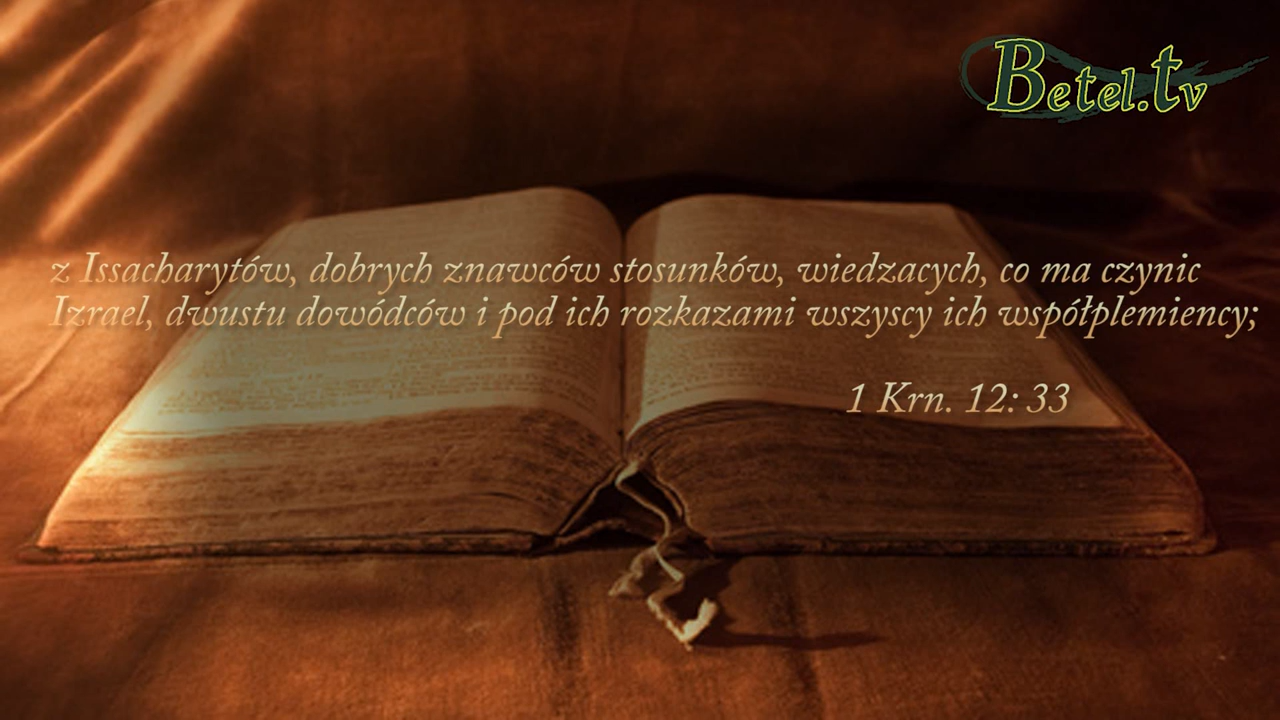 Betel.tv
z Issacharytów, dobrych znawców stosunków, wiedzacych, co ma czynic
Izrael, dwustu dowódców i pod ich rozkazami wszyscy ich współplemiency;
1 Krn. 12: 33